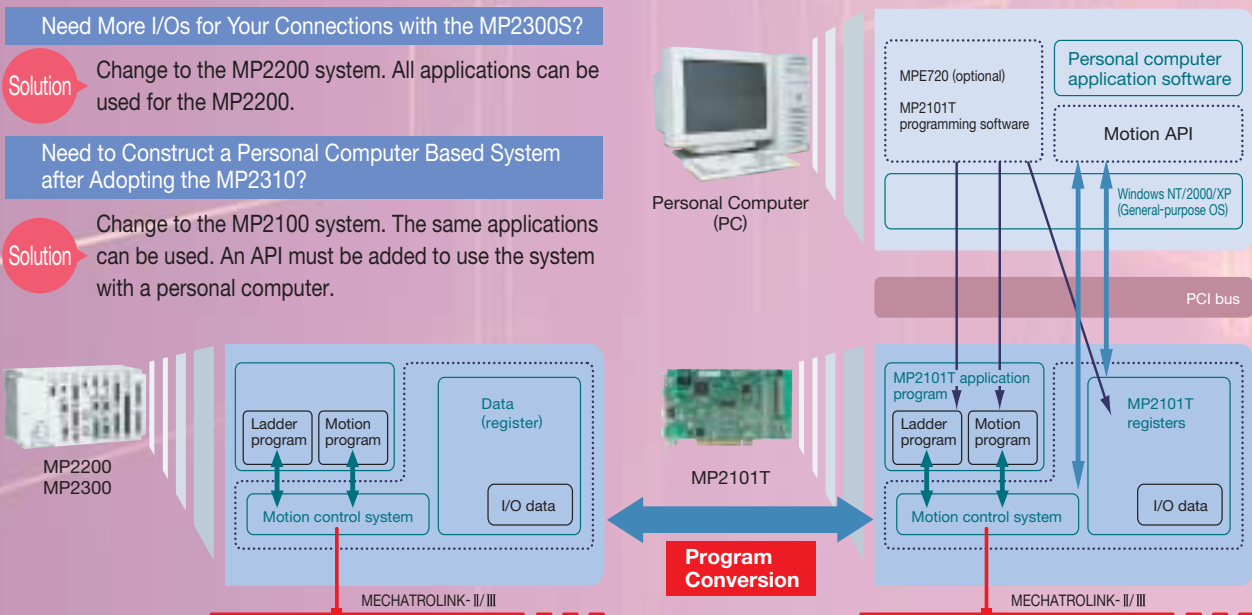 Need More I/Os for Your Connections with the MP2300S?
Solution
Change to the MP2200 system. All applications can be
used for the MP2200.
Need to Construct a Personal Computer Based System
after Adopting the MP2310?
Solution
Change to the MP2100 system. The same applications
can be used. An API must be added to use the system
with a personal computer.
Personal Computer
(PC)
MPE720 (optional)
MP2101T
programming software
Personal computer
application software
Motion API
Windows NT/2000/XP
(General-purpose OS)
PCI bus
MP2200
MP2300
Ladder
program
Motion
program
Data
(register)
I/O data
Motion control system
MECHATROLINK-Ⅱ/Ⅲ
Program
Conversion
MP2101T
MP2101T application
program
Ladder
program
Motion
program
MP2101T
registers
I/O data
Motion control system
MECHATROLINK-Ⅱ/Ⅲ